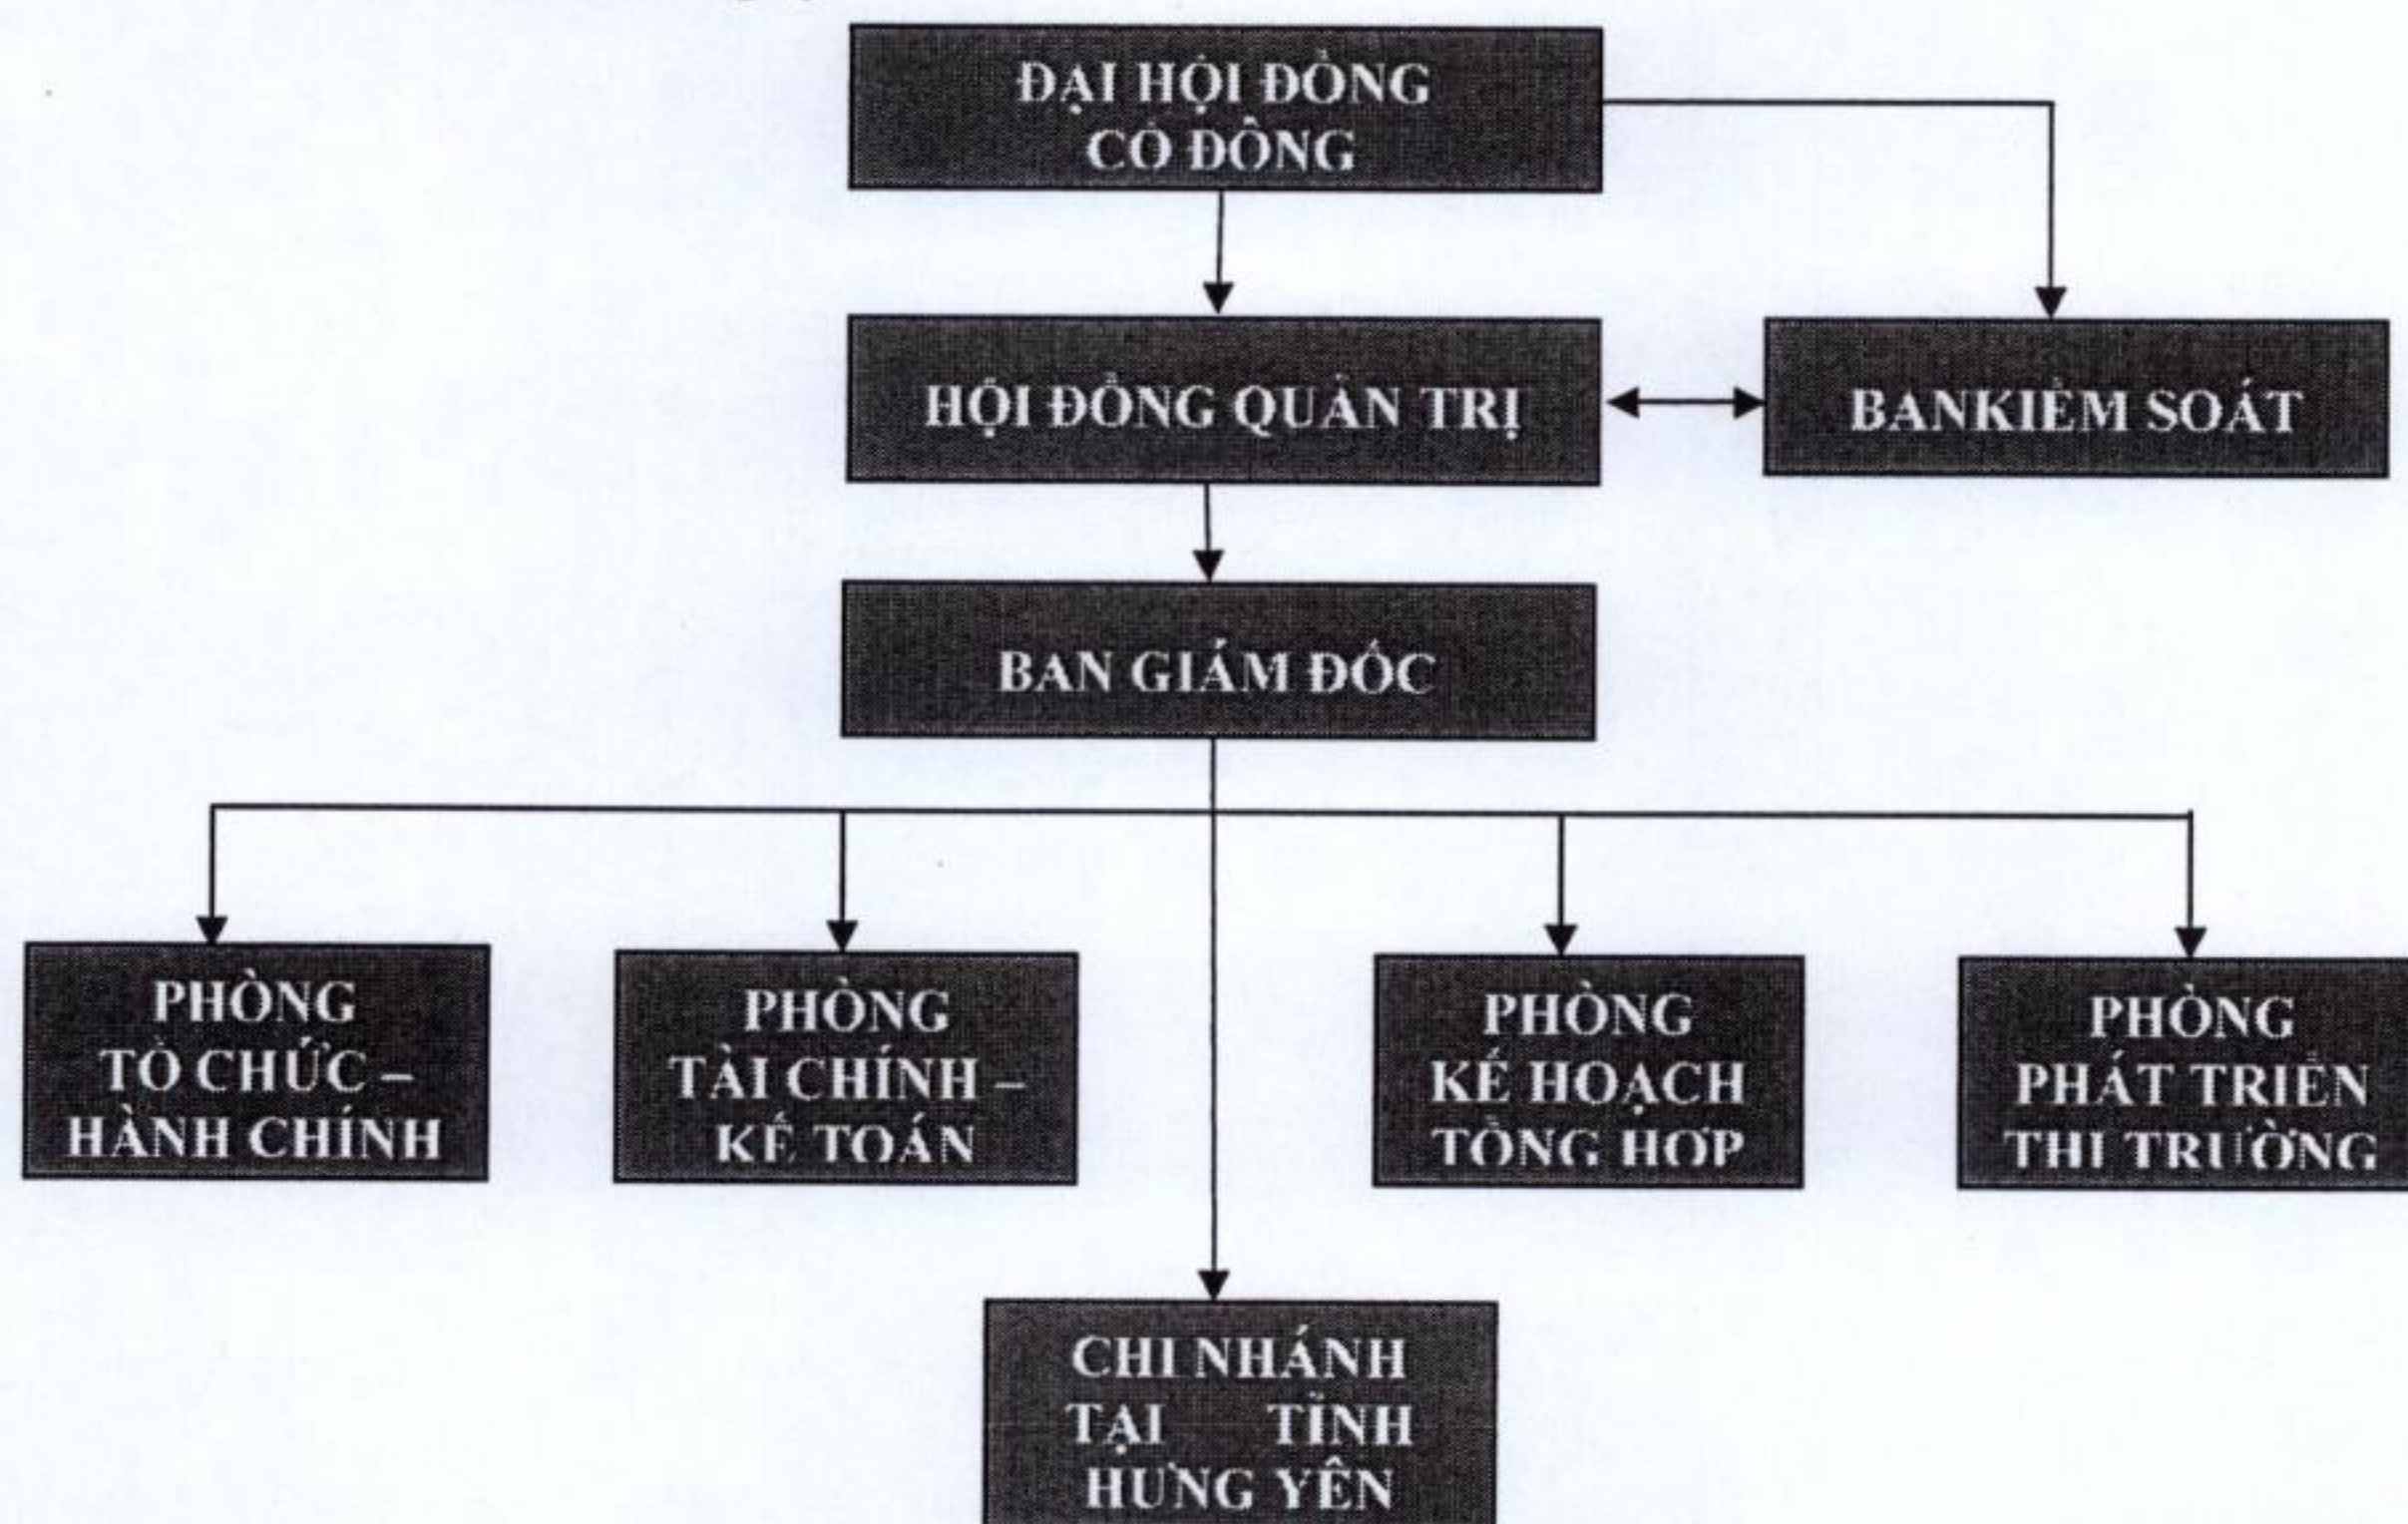 ĐẠI HỘI ĐỒNG
CỔ ĐÔNG
HỘI ĐỒNG QUẢN TRỊ
BANKIỂM SOÁT
BAN GIÁM ĐỐC
PHÒNG
TỔ CHỨC –
HÀNH CHÍNH
PHÒNG
TÀI CHÍNH –
KẾ TOÁN
PHÒNG
KẾ HOẠCH
TỔNG HỢP
PHÒNG
PHÁT TRIỂN
THỊ TRƯỜNG
CHI NHÁNH
TẠI TỈNH
HƯNG YÊN